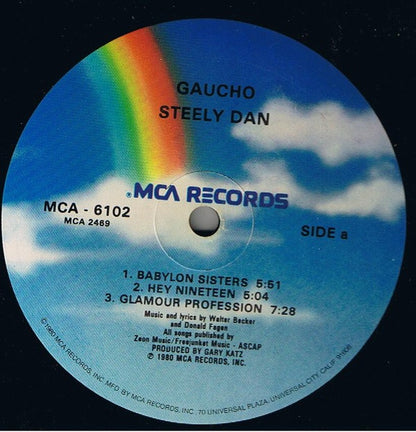 GAUCHO
STEELY DAN
MCA RECORDS
MCA - 6102
MCA 2469
SIDE a
1. BABYLON SISTERS 5:51
2. HEY NINETEEN 5:04
3. GLAMOUR PROFESSION 7:28
Music and lyrics by Walter Becker
and Donald Fagen
All songs published by
Zeon Music/Freejunket Music - ASCAP
PRODUCED BY GARY KATZ
℗ 1980 MCA RECORDS, INC.
©1980 MCA RECORDS, INC. MFG BY MCA RECORDS, INC., 70 UNIVERSAL PLAZA, UNIVERSAL CITY, CALIF. 91608